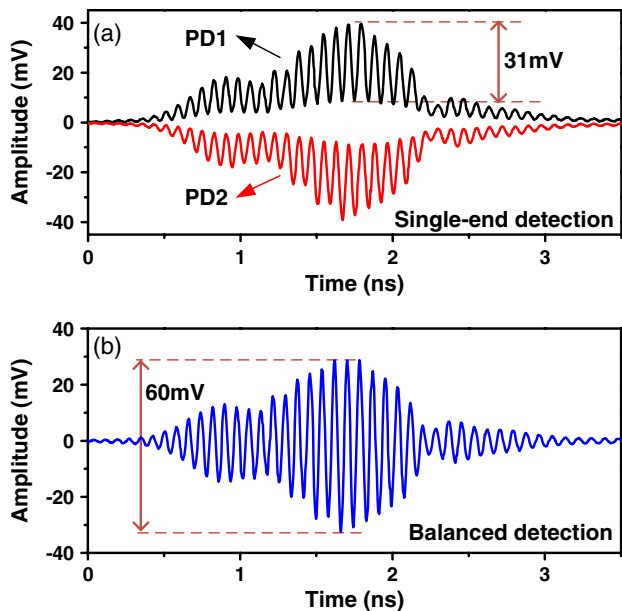 (a)
PD1
31mV
PD2
Single-end detection
40
20
0
-20
-40
Amplitude (mV)
0
1
2
3
Time (ns)
(b)
60mV
Balanced detection
40
20
0
-20
-40
Amplitude (mV)
0
1
2
3
Time (ns)